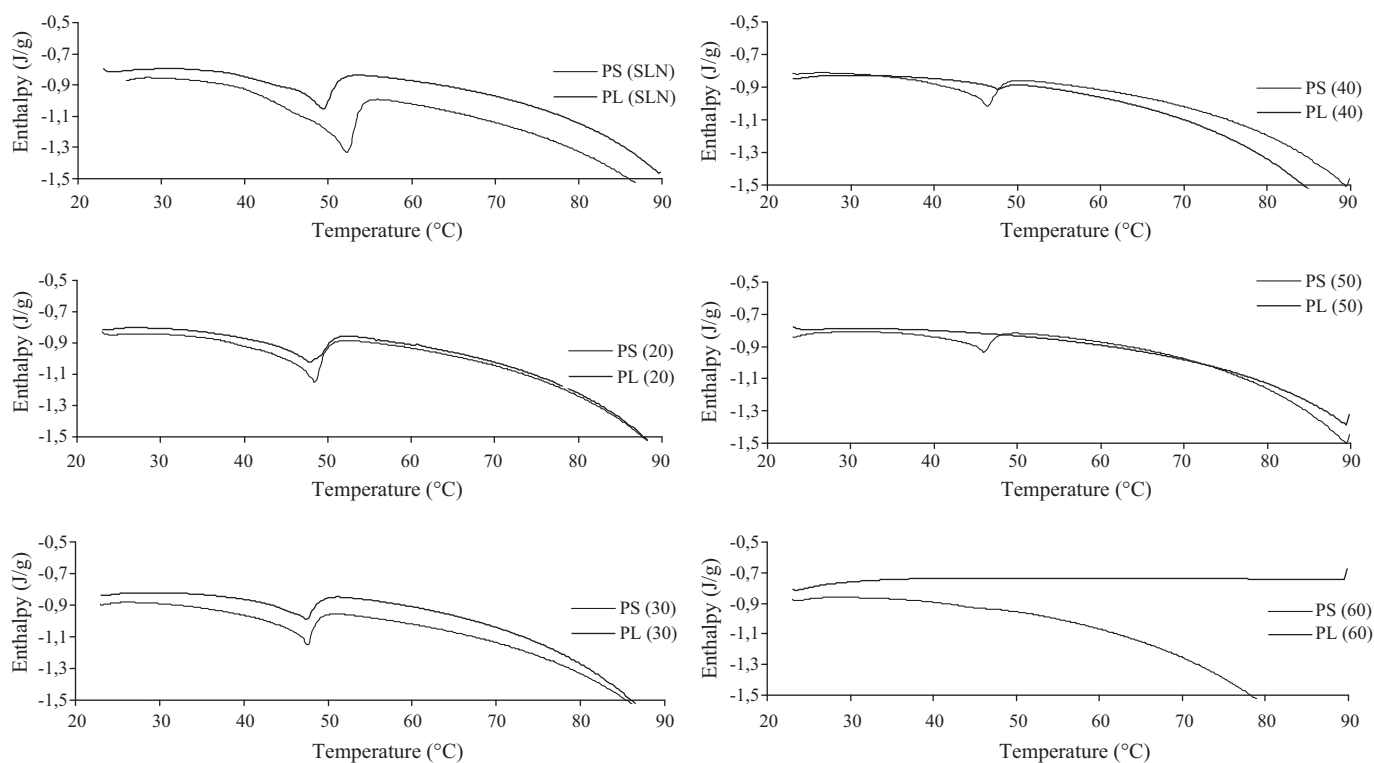 -0,5
-0,7
-0,9
-1,1
-1,3
-1,5
Enthalpy (J/g)
20 30 40 50 60 70 80 90
Temperature (°C)
PS (SLN)
PL (SLN)
-0,5
-0,7
-0,9
-1,1
-1,3
-1,5
Enthalpy (J/g)
20 30 40 50 60 70 80 90
Temperature (°C)
PS (40)
PL (40)
-0,5
-0,7
-0,9
-1,1
-1,3
-1,5
Enthalpy (J/g)
20 30 40 50 60 70 80 90
Temperature (°C)
PS (20)
PL (20)
-0,5
-0,7
-0,9
-1,1
-1,3
-1,5
Enthalpy (J/g)
20 30 40 50 60 70 80 90
Temperature (°C)
PS (50)
PL (50)
-0,5
-0,7
-0,9
-1,1
-1,3
-1,5
Enthalpy (J/g)
20 30 40 50 60 70 80 90
Temperature (°C)
PS (30)
PL (30)
-0,5
-0,7
-0,9
-1,1
-1,3
-1,5
Enthalpy (J/g)
20 30 40 50 60 70 80 90
Temperature (°C)
PS (60)
PL (60)